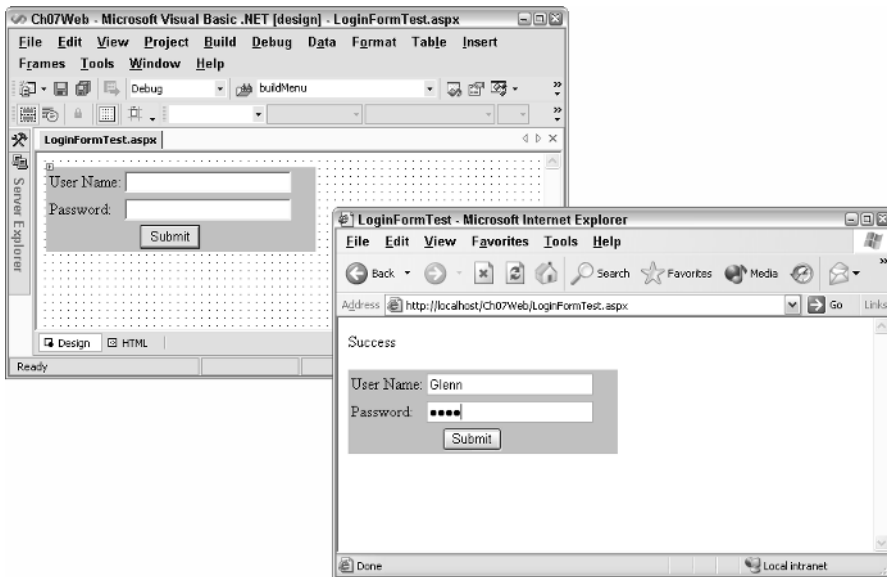 Ch07Web - Microsoft Visual Basic .NET [design] - LoginFormTest.aspx
File Edit View Project Build Debug Data Format Table Insert
Frames Tools Window Help
Debug buildMenu
LoginFormTest.aspx
Server Explorer
User Name:
Password:
Submit
Design HTML
Ready
LoginFormTest - Microsoft Internet Explorer
File Edit View Favorites Tools Help
Back Search Favorites Media
Address http://localhost/Ch07Web/LoginFormTest.aspx Go Links
Success
User Name: Glenn
Password: ●●●●
Submit
Done Local intranet